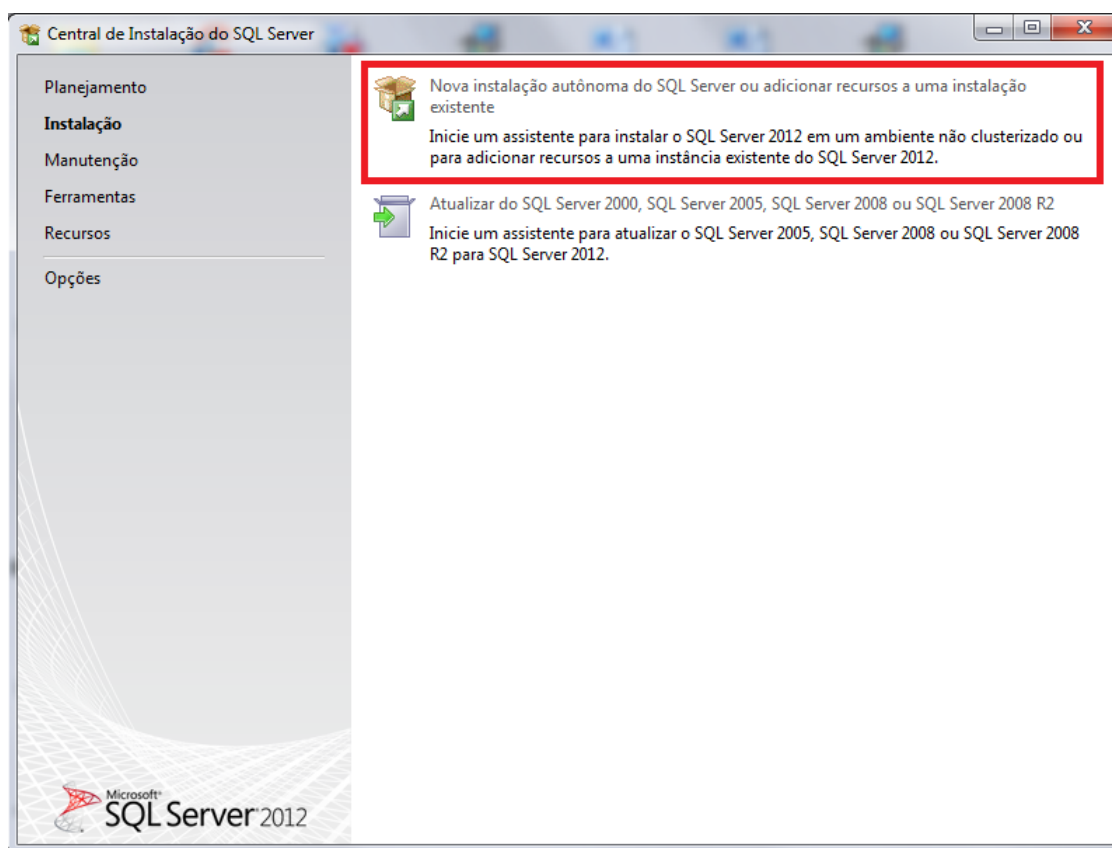 Central de Instalação do SQL Server
Planejamento
Instalação
Manutenção
Ferramentas
Recursos
Opções
Nova instalação autônoma do SQL Server ou adicionar recursos a uma instalação
existente
Inicie um assistente para instalar o SQL Server 2012 em um ambiente não clusterizado ou
para adicionar recursos a uma instância existente do SQL Server 2012.
Atualizar do SQL Server 2000, SQL Server 2005, SQL Server 2008 ou SQL Server 2008 R2
Inicie um assistente para atualizar o SQL Server 2005, SQL Server 2008 ou SQL Server 2008
R2 para SQL Server 2012.
Microsoft®
SQL Server 2012